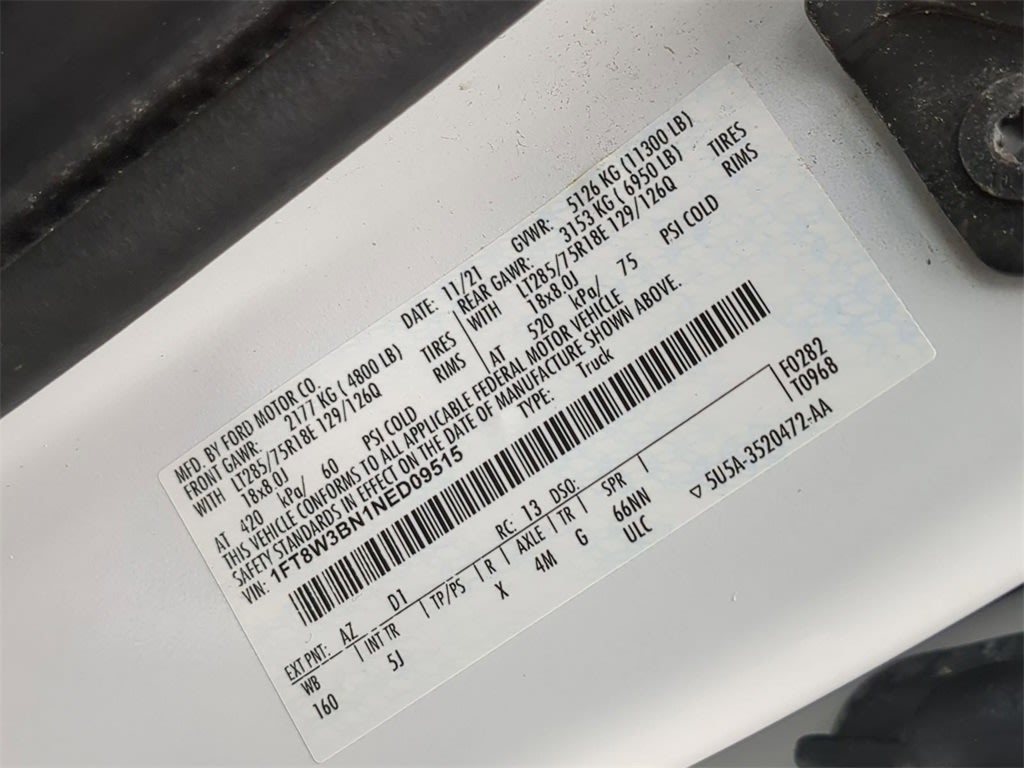 MFD. BY FORD MOTOR CO.
DATE: 11/21 GVWR: 5126 KG (11300 LB)
FRONT GAWR: 2177 KG ( 4800 LB) REAR GAWR: 3153 KG ( 6950 LB)
WITH LT285/75R18E 129/126Q TIRES WITH LT285/75R18E 129/126Q TIRES
18x8.0J RIMS 18x8.0J RIMS
AT 420 kPa/ 60 PSI COLD AT 520 kPa/ 75 PSI COLD
THIS VEHICLE CONFORMS TO ALL APPLICABLE FEDERAL MOTOR VEHICLE
SAFETY STANDARDS IN EFFECT ON THE DATE OF MANUFACTURE SHOWN ABOVE.
VIN: 1FT8W3BN1NED09515 TYPE: Truck
F0282
T0968
EXT PNT: AZ D1 RC: 13 DSO:
WB INT TR TP/PS R AXLE TR SPR
160 5J X 4M G 66NN
ULC
▽ 5U5A-3520472-AA